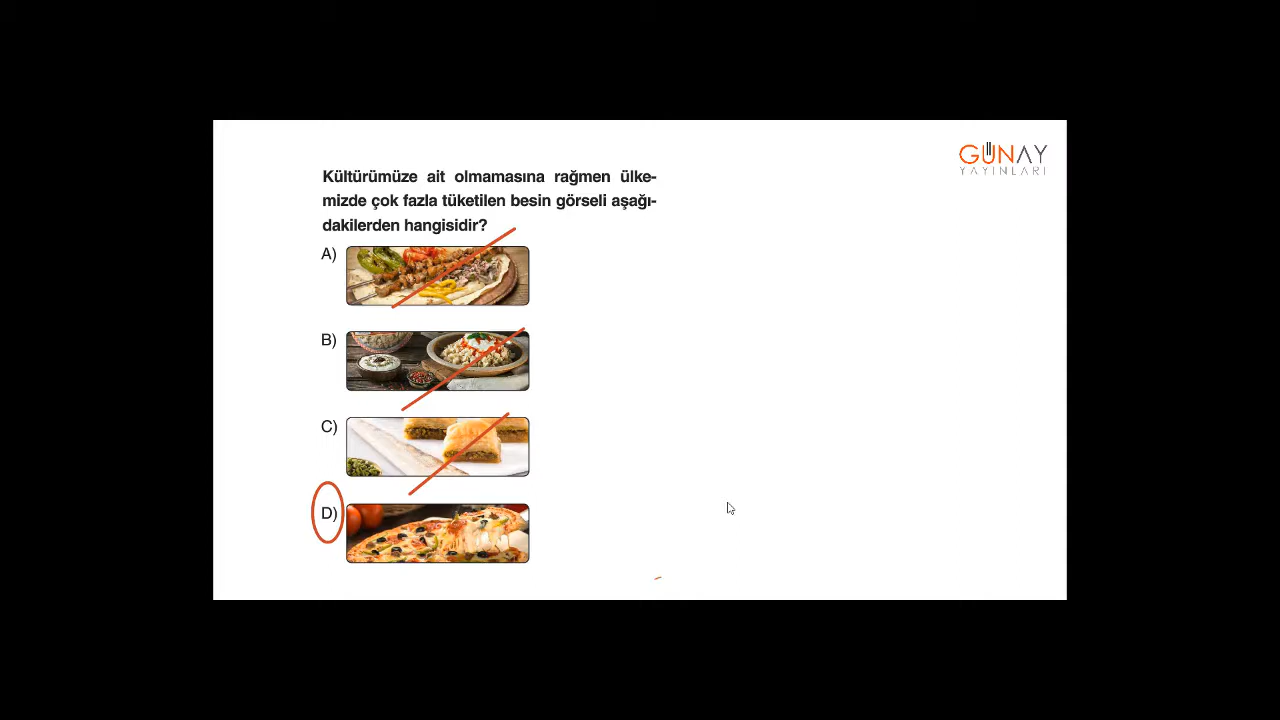 GÜNAY
YAYINLARI
Kültürümüze ait olmamasına rağmen ülke-
mizde çok fazla tüketilen besin görseli aşağı-
dakilerden hangisidir?
A)
B)
C)
D)